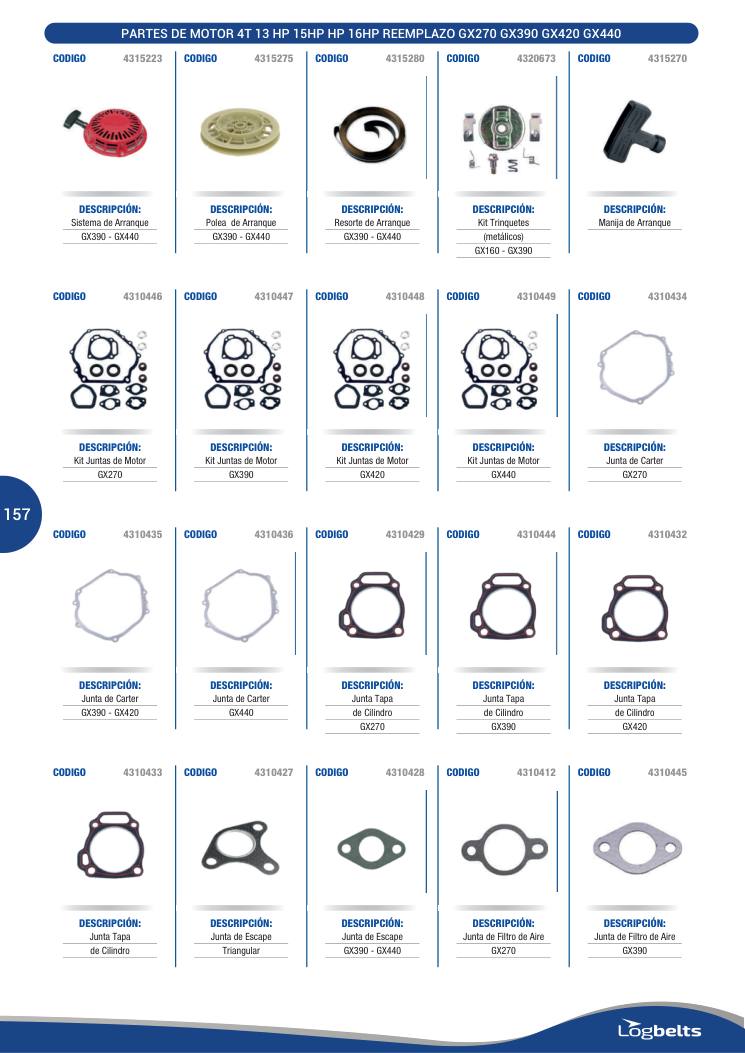 PARTES DE MOTOR 4T 13 HP 15HP HP 16HP REEMPLAZO GX270 GX390 GX420 GX440
CODIGO 4315223
DESCRIPCIÓN:
Sistema de Arranque
GX390 - GX440
CODIGO 4315275
DESCRIPCIÓN:
Polea de Arranque
GX390 - GX440
CODIGO 4315280
DESCRIPCIÓN:
Resorte de Arranque
GX390 - GX440
CODIGO 4320673
DESCRIPCIÓN:
Kit Trinquetes
(metálicos)
GX160 - GX390
CODIGO 4315270
DESCRIPCIÓN:
Manija de Arranque
CODIGO 4310446
DESCRIPCIÓN:
Kit Juntas de Motor
GX270
CODIGO 4310447
DESCRIPCIÓN:
Kit Juntas de Motor
GX390
CODIGO 4310448
DESCRIPCIÓN:
Kit Juntas de Motor
GX420
CODIGO 4310449
DESCRIPCIÓN:
Kit Juntas de Motor
GX440
CODIGO 4310434
DESCRIPCIÓN:
Junta de Carter
GX270
157
CODIGO 4310435
DESCRIPCIÓN:
Junta de Carter
GX390 - GX420
CODIGO 4310436
DESCRIPCIÓN:
Junta de Carter
GX440
CODIGO 4310429
DESCRIPCIÓN:
Junta Tapa
de Cilindro
GX270
CODIGO 4310444
DESCRIPCIÓN:
Junta Tapa
de Cilindro
GX390
CODIGO 4310432
DESCRIPCIÓN:
Junta Tapa
de Cilindro
GX420
CODIGO 4310433
DESCRIPCIÓN:
Junta Tapa
de Cilindro
CODIGO 4310427
DESCRIPCIÓN:
Junta de Escape
Triangular
CODIGO 4310428
DESCRIPCIÓN:
Junta de Escape
GX390 - GX440
CODIGO 4310412
DESCRIPCIÓN:
Junta de Filtro de Aire
GX270
CODIGO 4310445
DESCRIPCIÓN:
Junta de Filtro de Aire
GX390
Logbelts